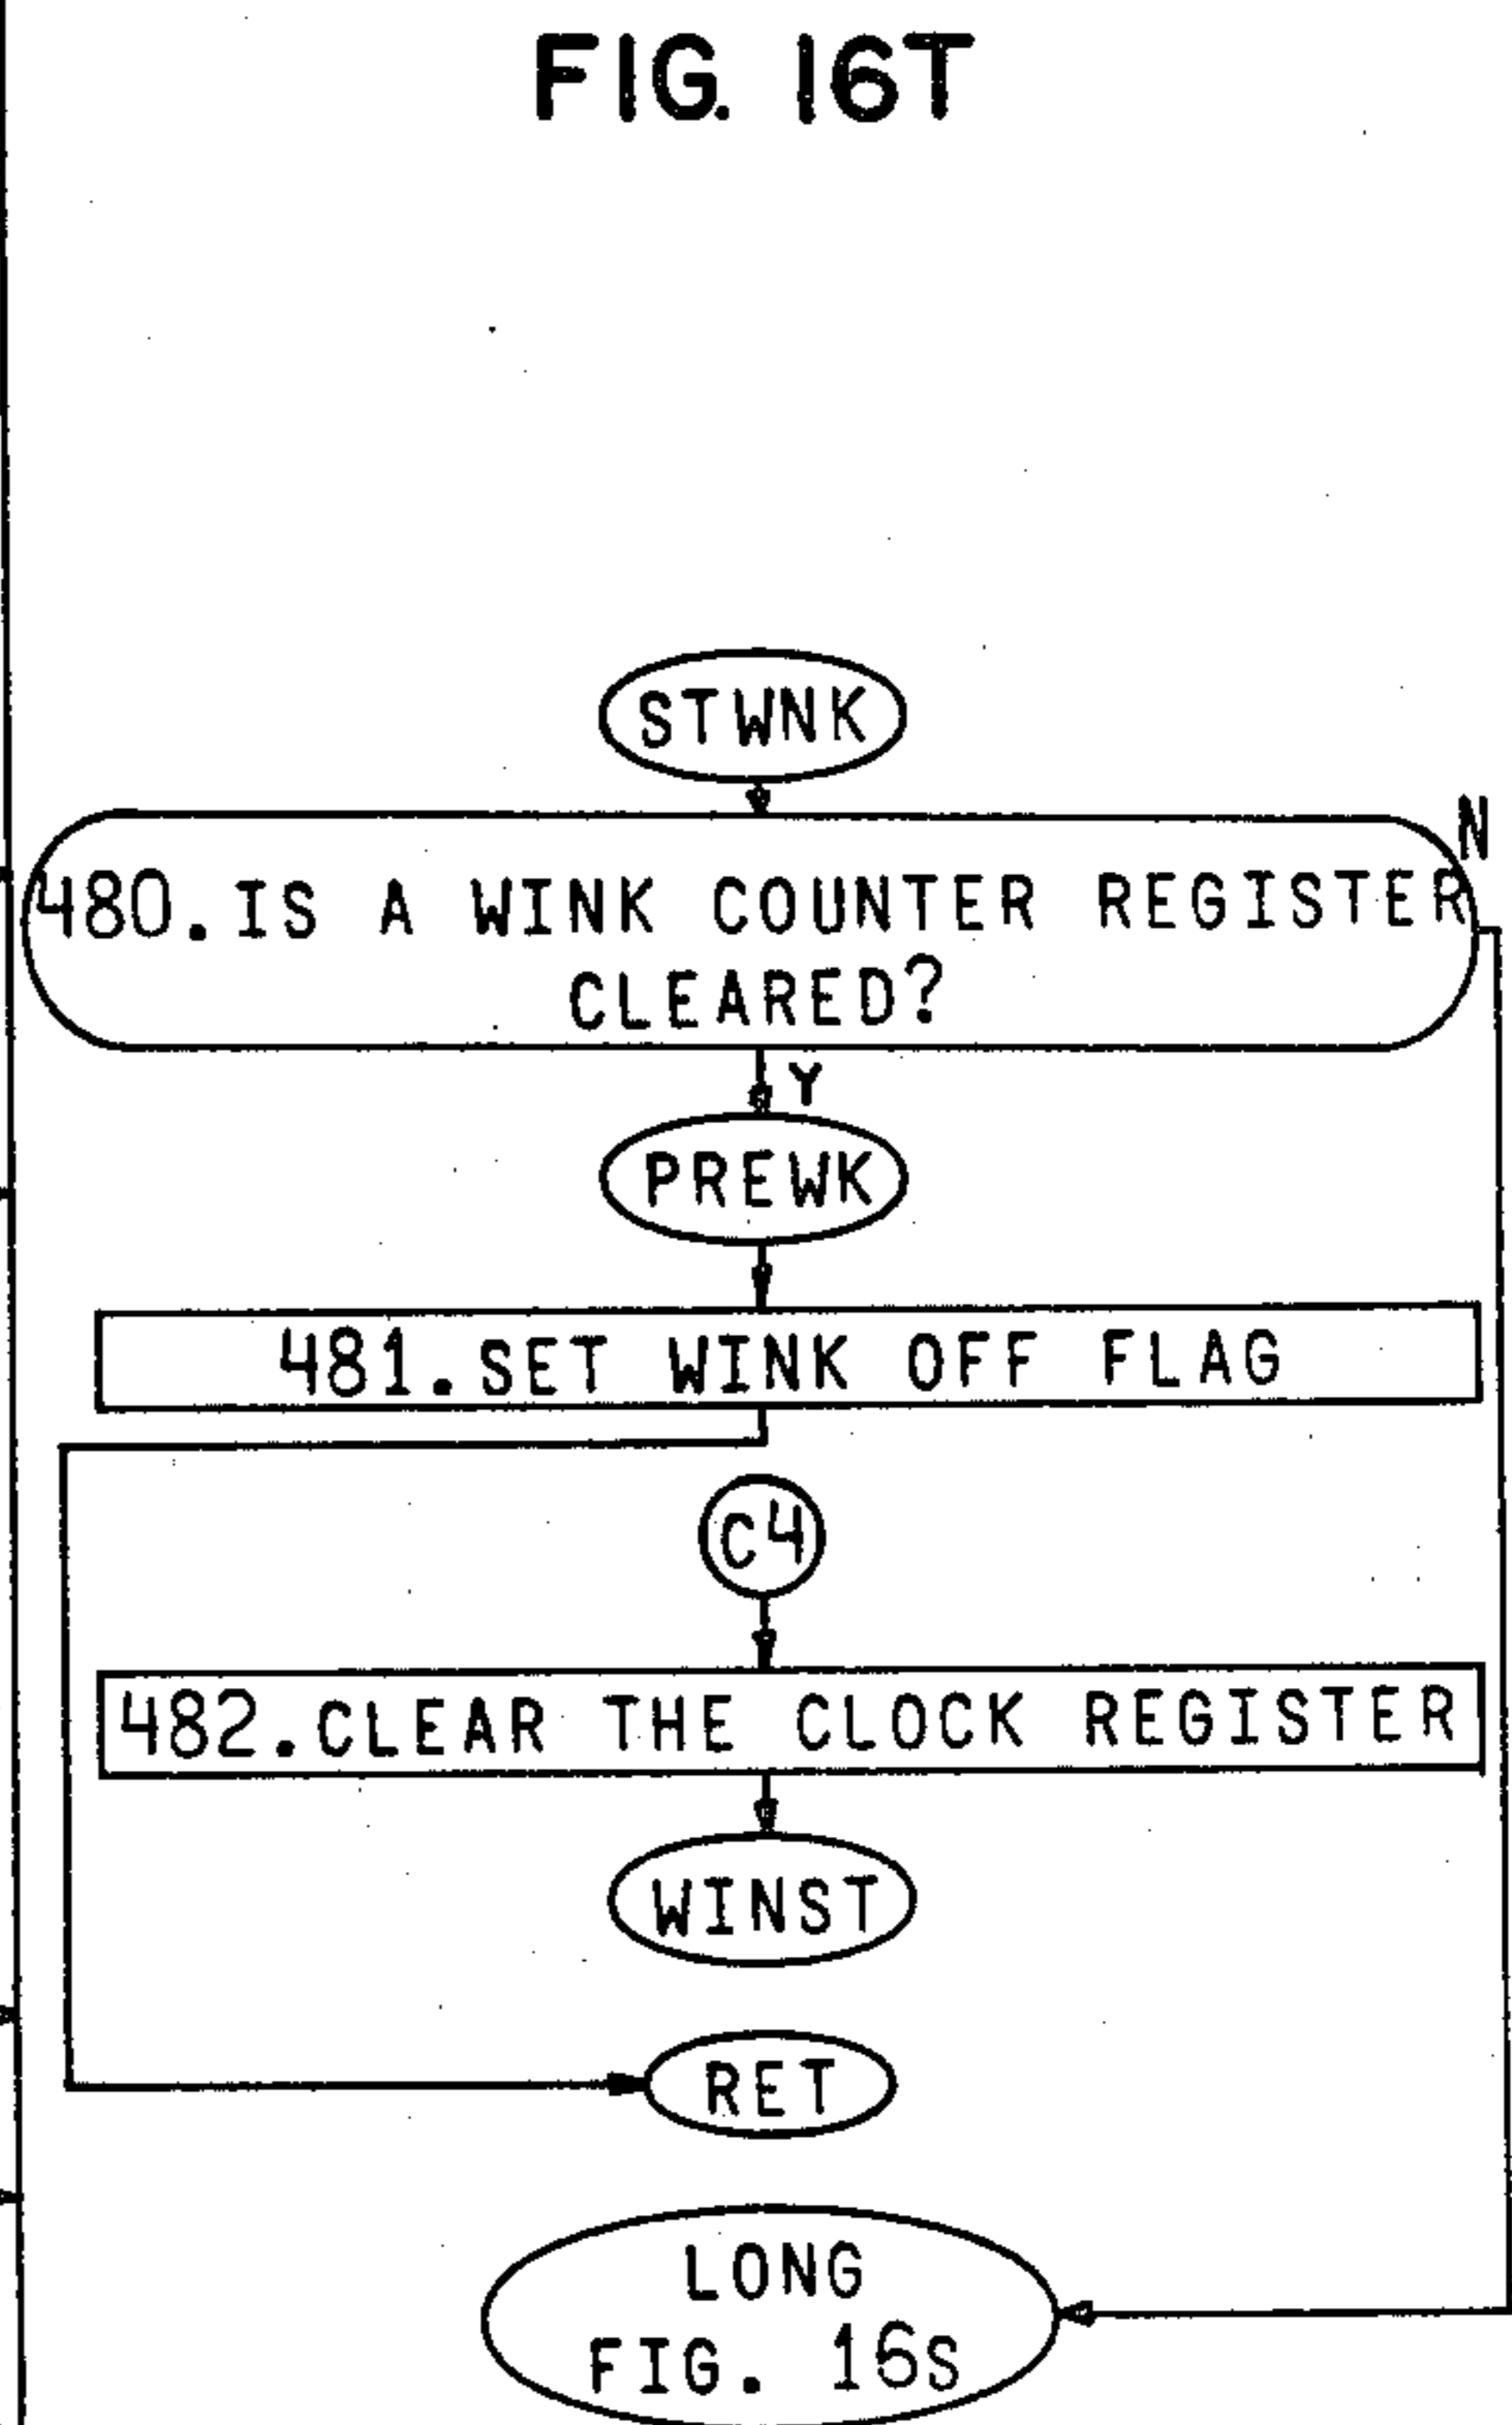 FIG. 16T
STWNK
N
480. IS A WINK COUNTER REGISTER
CLEARED?
Y
PREWK
481. SET WINK OFF FLAG
C4
482. CLEAR THE CLOCK REGISTER
WINST
RET
LONG
FIG. 16S